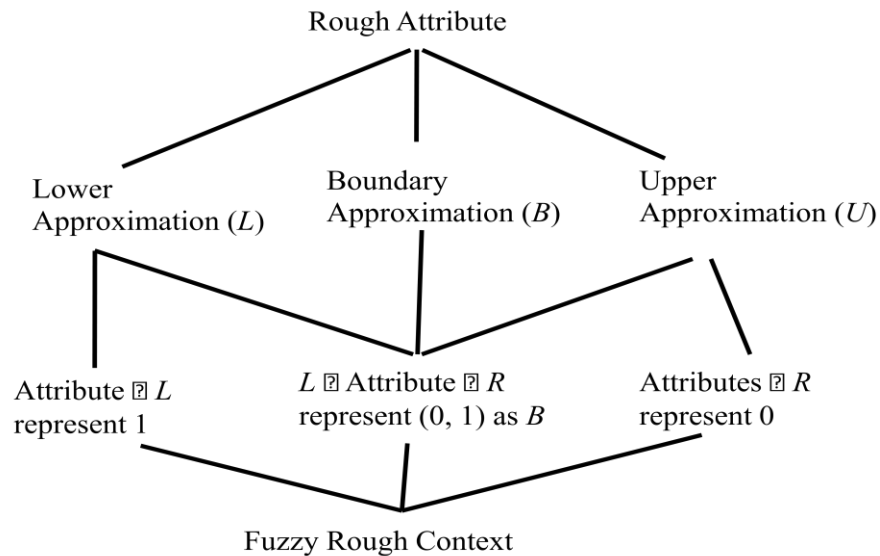 Rough Attribute
Lower
Approximation (L)
Boundary
Approximation (B)
Upper
Approximation (U)
Attribute ⍰ L
represent 1
L ⍰ Attribute ⍰ R
represent (0, 1) as B
Attributes ⍰ R
represent 0
Fuzzy Rough Context